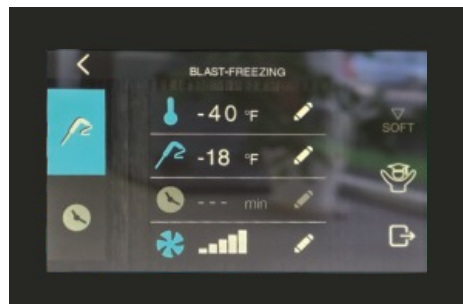 BLAST-FREEZING
-40 °F
SOFT
-18 °F
--- min